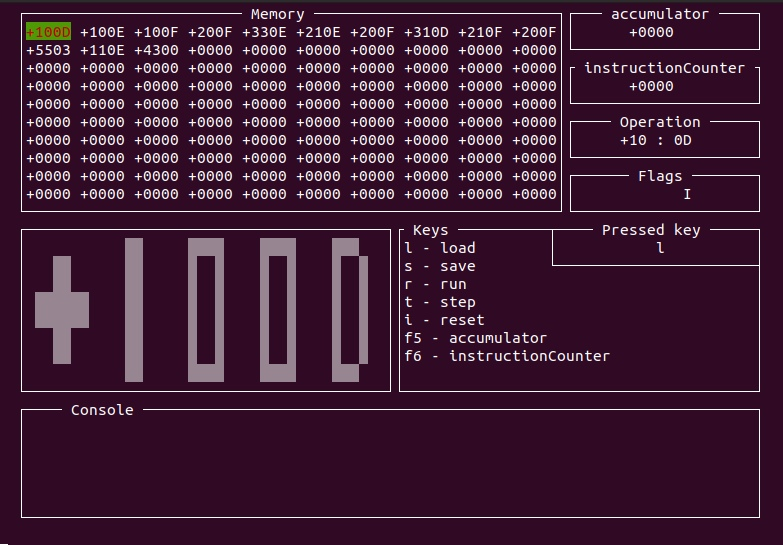 Memory
+100D +100E +100F +200F +330E +210E +200F +310D +210F +200F
+5503 +110E +4300 +0000 +0000 +0000 +0000 +0000 +0000 +0000
+0000 +0000 +0000 +0000 +0000 +0000 +0000 +0000 +0000 +0000
+0000 +0000 +0000 +0000 +0000 +0000 +0000 +0000 +0000 +0000
+0000 +0000 +0000 +0000 +0000 +0000 +0000 +0000 +0000 +0000
+0000 +0000 +0000 +0000 +0000 +0000 +0000 +0000 +0000 +0000
+0000 +0000 +0000 +0000 +0000 +0000 +0000 +0000 +0000 +0000
+0000 +0000 +0000 +0000 +0000 +0000 +0000 +0000 +0000 +0000
+0000 +0000 +0000 +0000 +0000 +0000 +0000 +0000 +0000 +0000
+0000 +0000 +0000 +0000 +0000 +0000 +0000 +0000 +0000 +0000
accumulator
+0000
instructionCounter
+0000
Operation
+10 : 0D
Flags
I
+100D
Keys
l - load
s - save
r - run
t - step
i - reset
f5 - accumulator
f6 - instructionCounter
Pressed key
l
Console